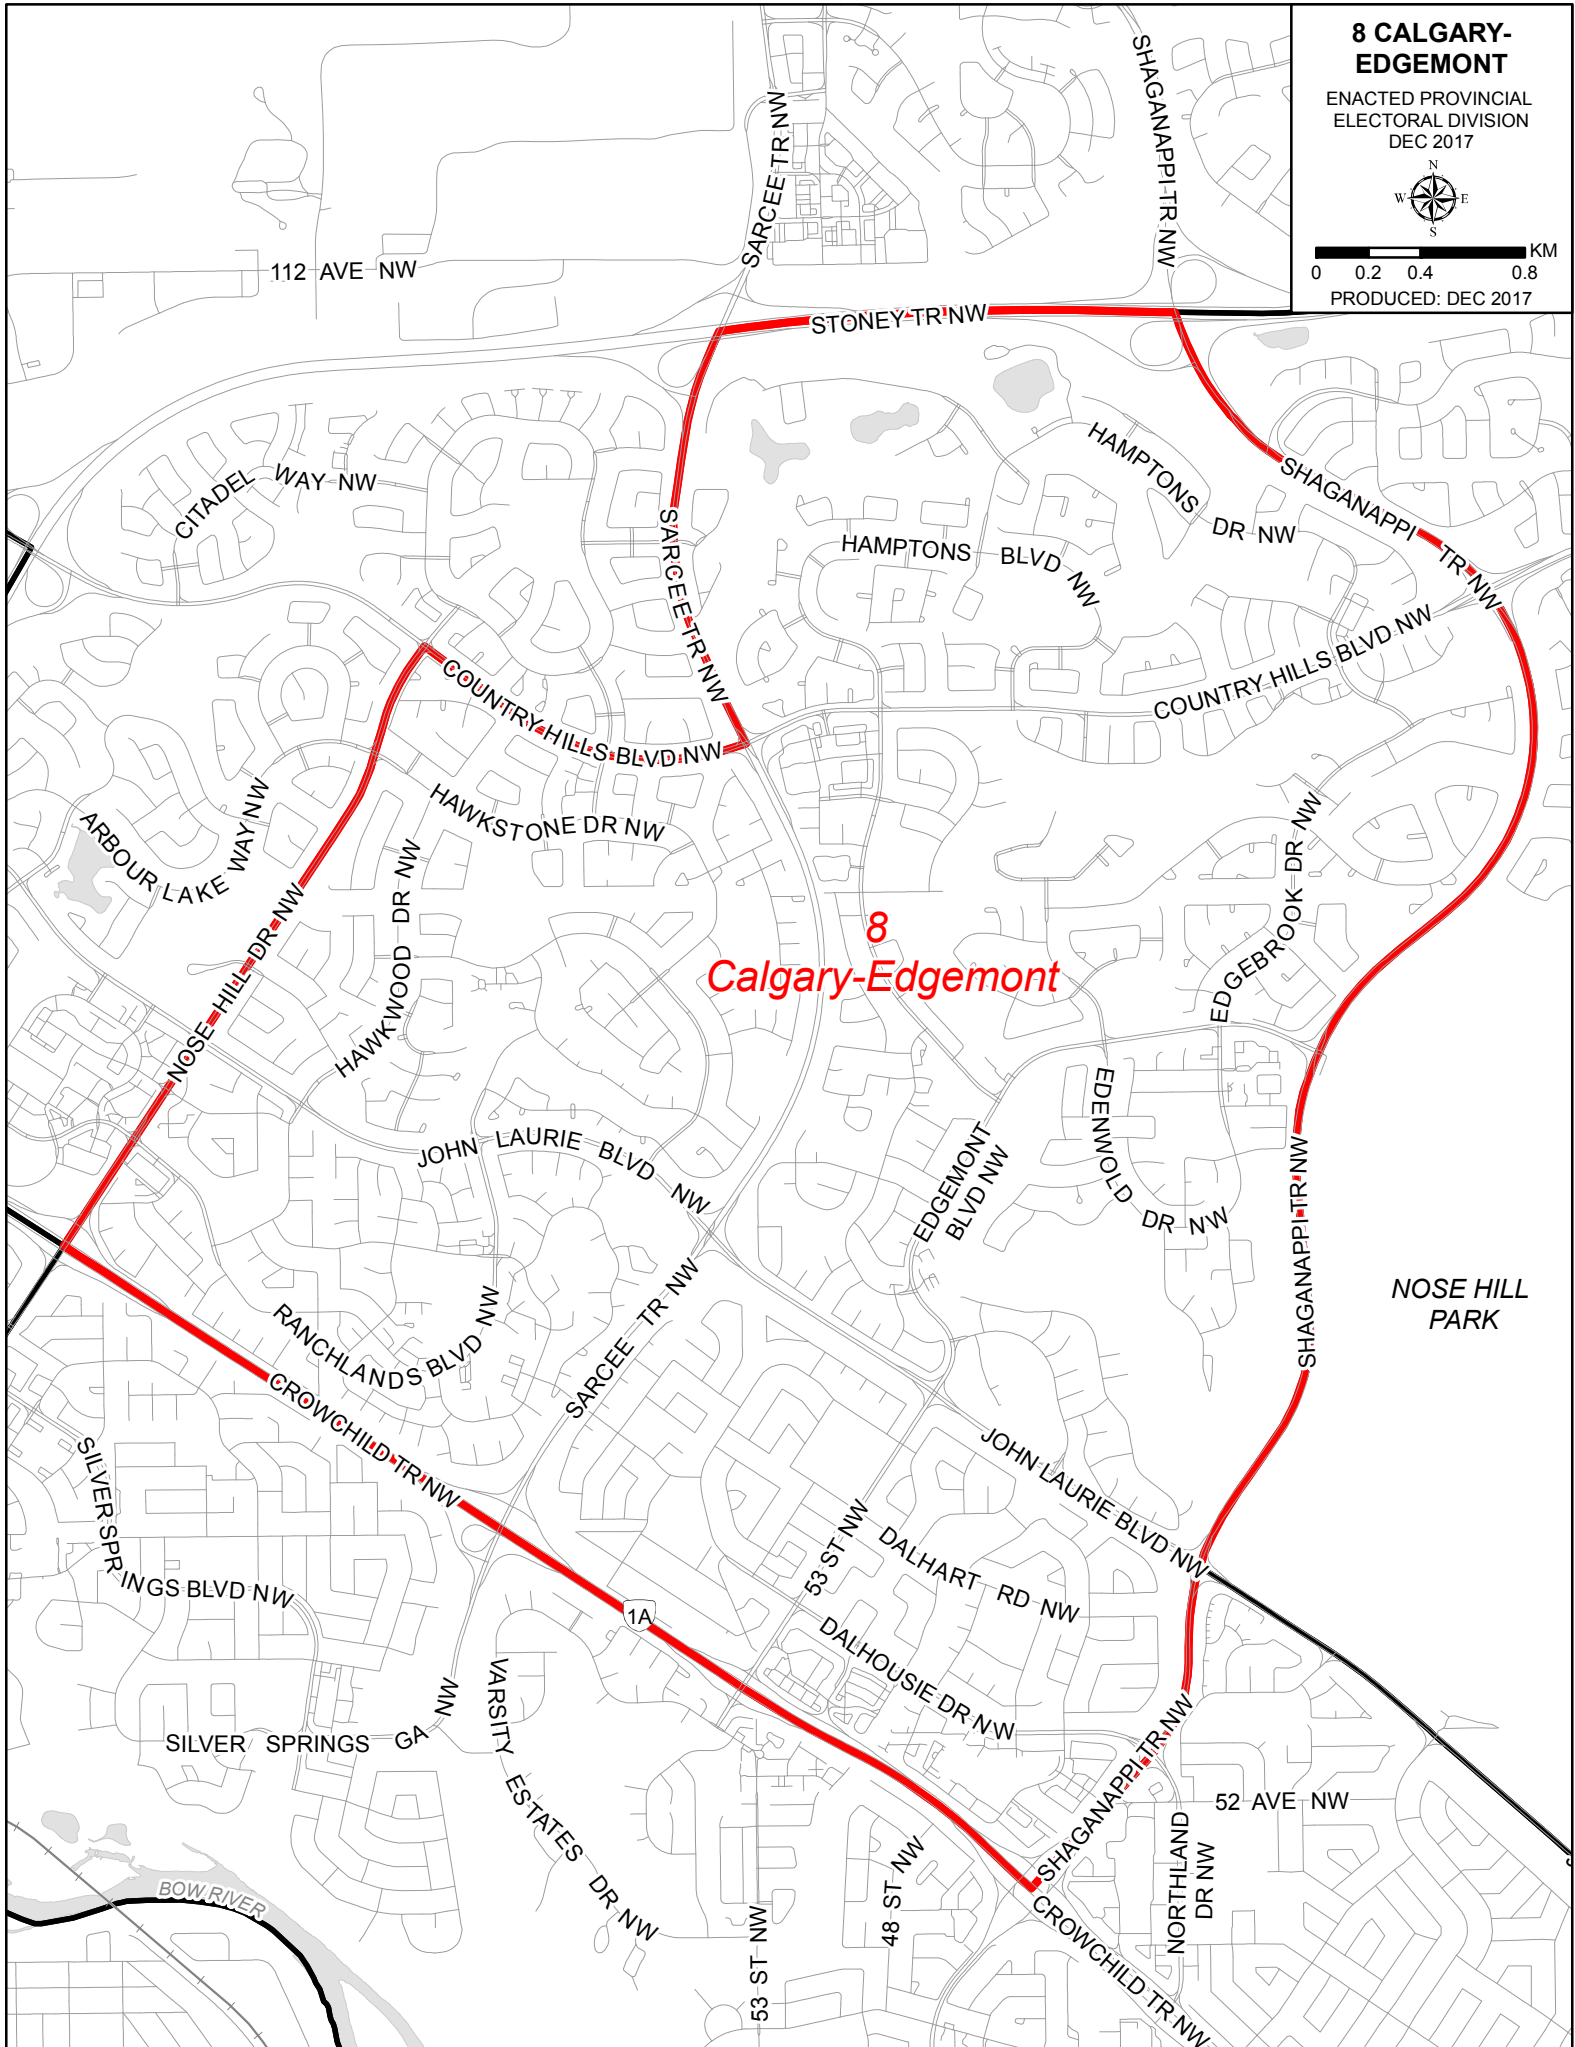 8 CALGARY-
EDGEMONT
ENACTED PROVINCIAL
ELECTORAL DIVISION
DEC 2017
N
W E
S
KM
0 0.2 0.4 0.8
PRODUCED: DEC 2017
SARCEE TR NW
SHAGANAPPI TR NW
112 AVE NW
STONEY TR NW
CITADEL WAY NW
HAMPTONS DR NW
SHAGANAPPI TR NW
SARCEE TR NW
HAMPTONS BLVD NW
COUNTRY HILLS BLVD NW
COUNTRY HILLS BLVD NW
ARBOUR LAKE WAY NW
HAWKSTONE DR NW
HAWKWOOD DR NW
NOSE HILL DR NW
8
Calgary-Edgemont
EDGEBROOK DR NW
EDENWOLD DR NW
EDGEMONT
BLVD NW
JOHN LAURIE BLVD NW
SHAGANAPPI TR NW
NOSE HILL
PARK
RANCHLANDS BLVD NW
SARCEE TR NW
CROWCHILD TR NW
JOHN LAURIE BLVD NW
SILVER SPRINGS BLVD NW
53 ST NW
DALHART RD NW
1A
DALHOUSIE DR NW
VARSITY ESTATES DR NW
SILVER SPRINGS GA NW
SHAGANAPPI TR NW
52 AVE NW
NORTHLAND
DR NW
48 ST NW
53 ST NW
CROWCHILD TR NW
BOW RIVER